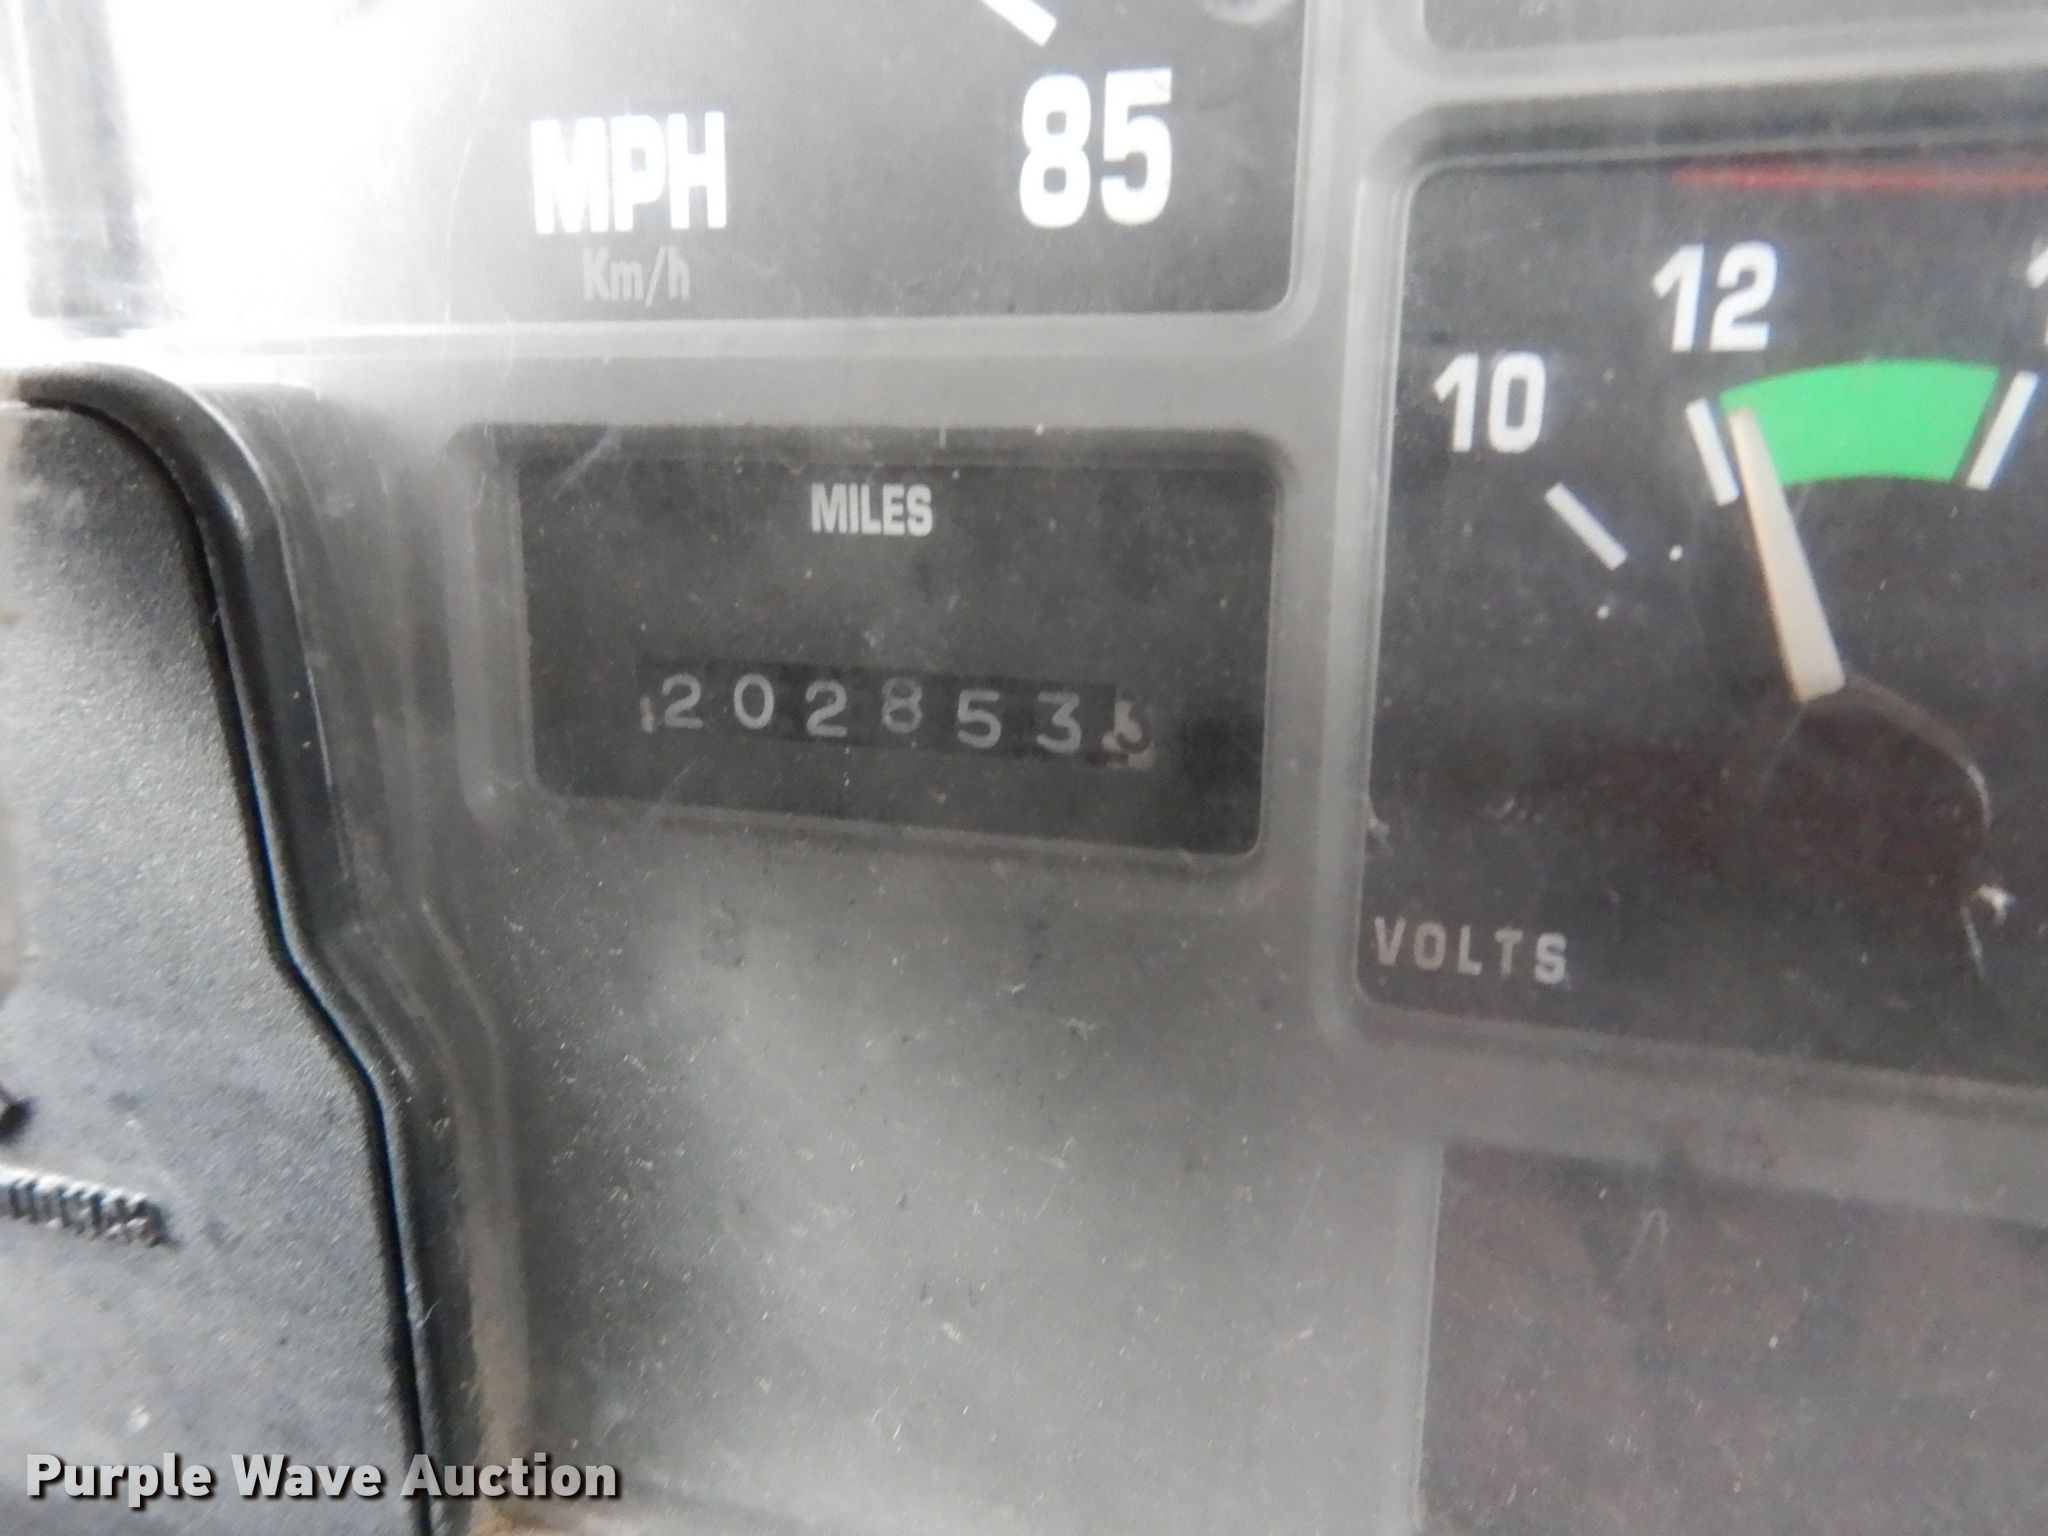 MPH
85
Km/h
12
10
MILES
202853
VOLTS
Purple Wave Auction